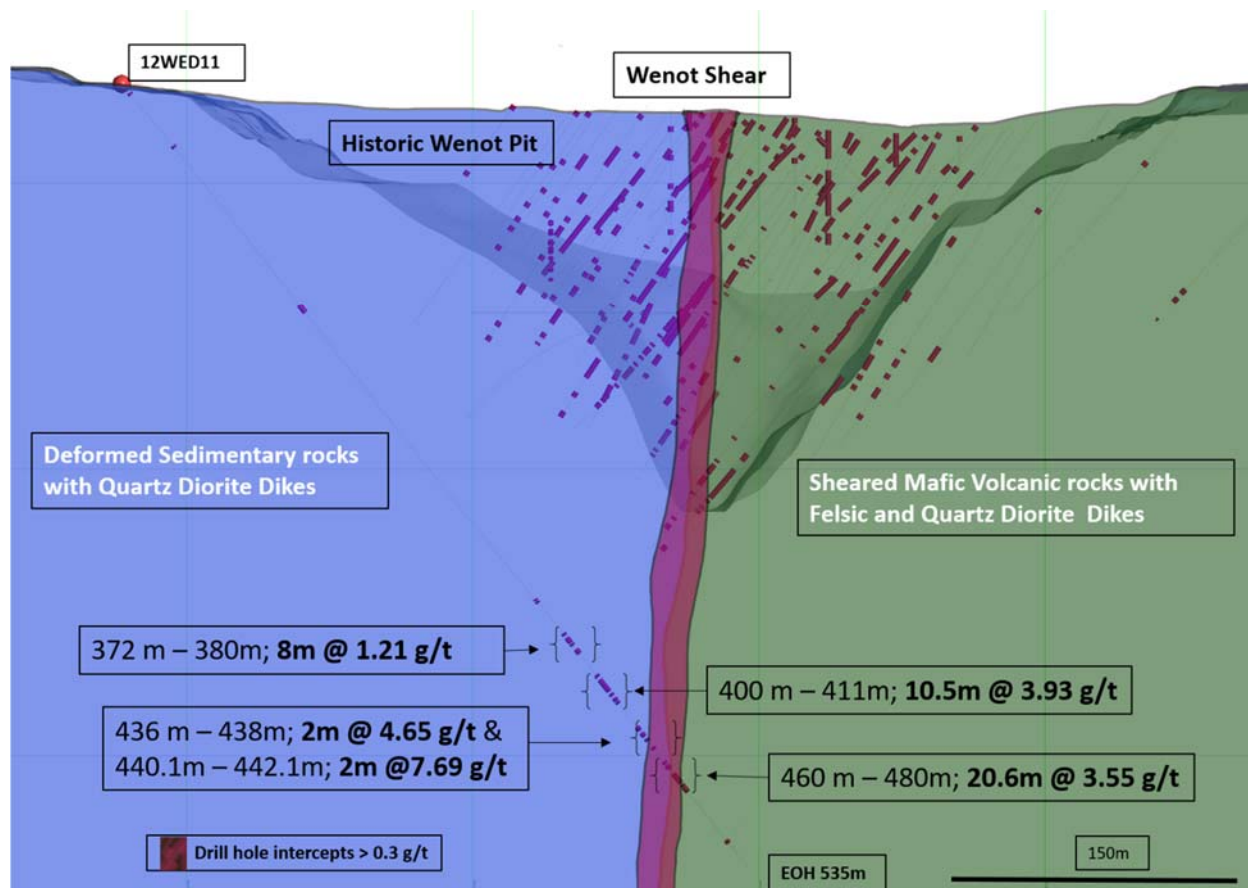 12WED11
Wenot Shear
Historic Wenot Pit
Deformed Sedimentary rocks
with Quartz Diorite Dikes
Sheared Mafic Volcanic rocks with
Felsic and Quartz Diorite Dikes
372 m – 380m; 8m @ 1.21 g/t
400 m – 411m; 10.5m @ 3.93 g/t
436 m – 438m; 2m @ 4.65 g/t &
440.1m – 442.1m; 2m @7.69 g/t
460 m – 480m; 20.6m @ 3.55 g/t
Drill hole intercepts > 0.3 g/t
150m
EOH 535m